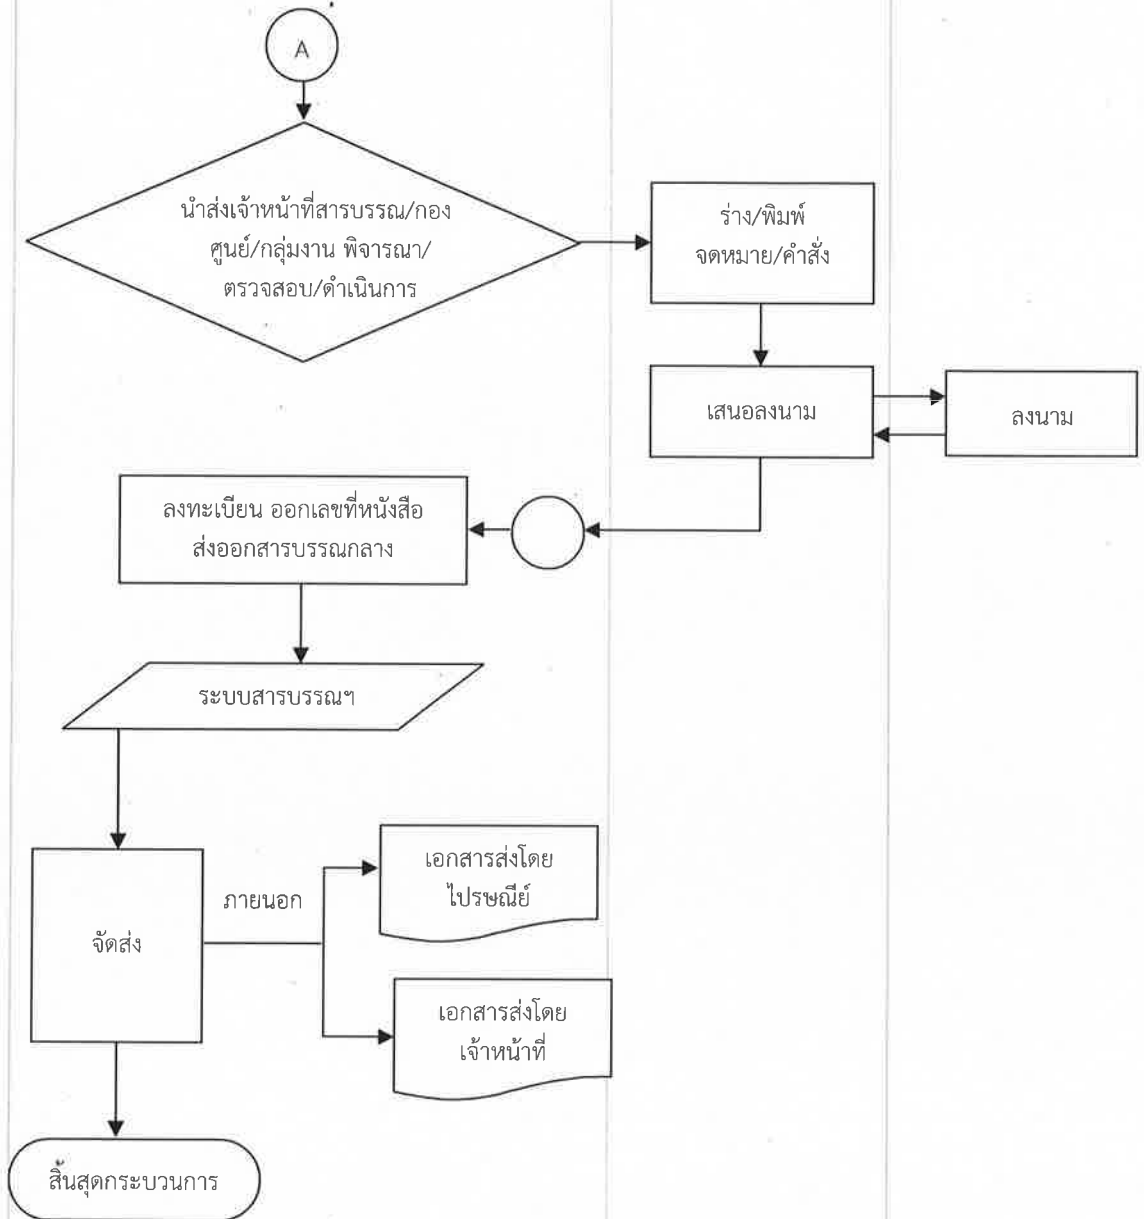 A
นำส่งเจ้าหน้าที่สารบรรณ/กอง
ศูนย์/กลุ่มงาน พิจารณา/
ตรวจสอบ/ดำเนินการ
ร่าง/พิมพ์
จดหมาย/คำสั่ง
เสนอลงนาม
ลงนาม
ลงทะเบียน ออกเลขที่หนังสือ
ส่งออกสารบรรณกลาง
ระบบสารบรรณฯ
จัดส่ง
ภายนอก
เอกสารส่งโดย
ไปรษณีย์
เอกสารส่งโดย
เจ้าหน้าที่
สิ้นสุดกระบวนการ